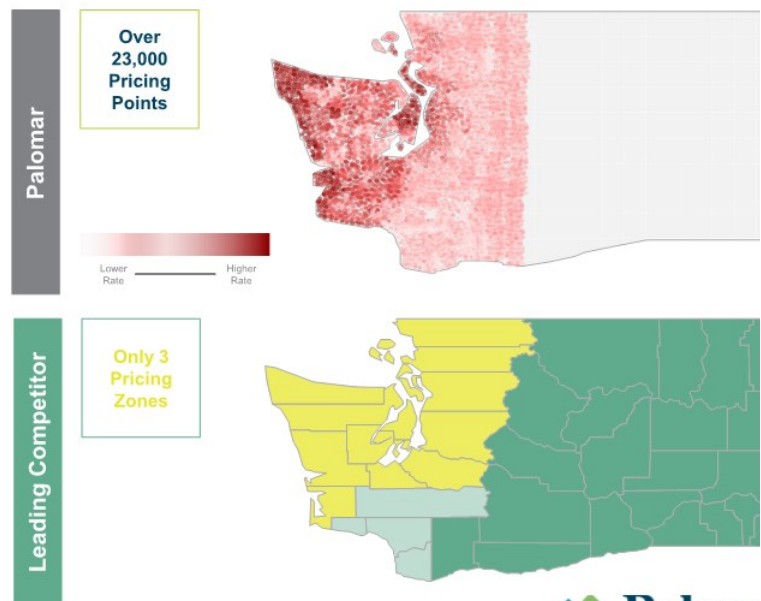 Palomar
Over
23,000
Pricing
Points
Lower
Rate
Higher
Rate
Leading Competitor
Only 3
Pricing
Zones